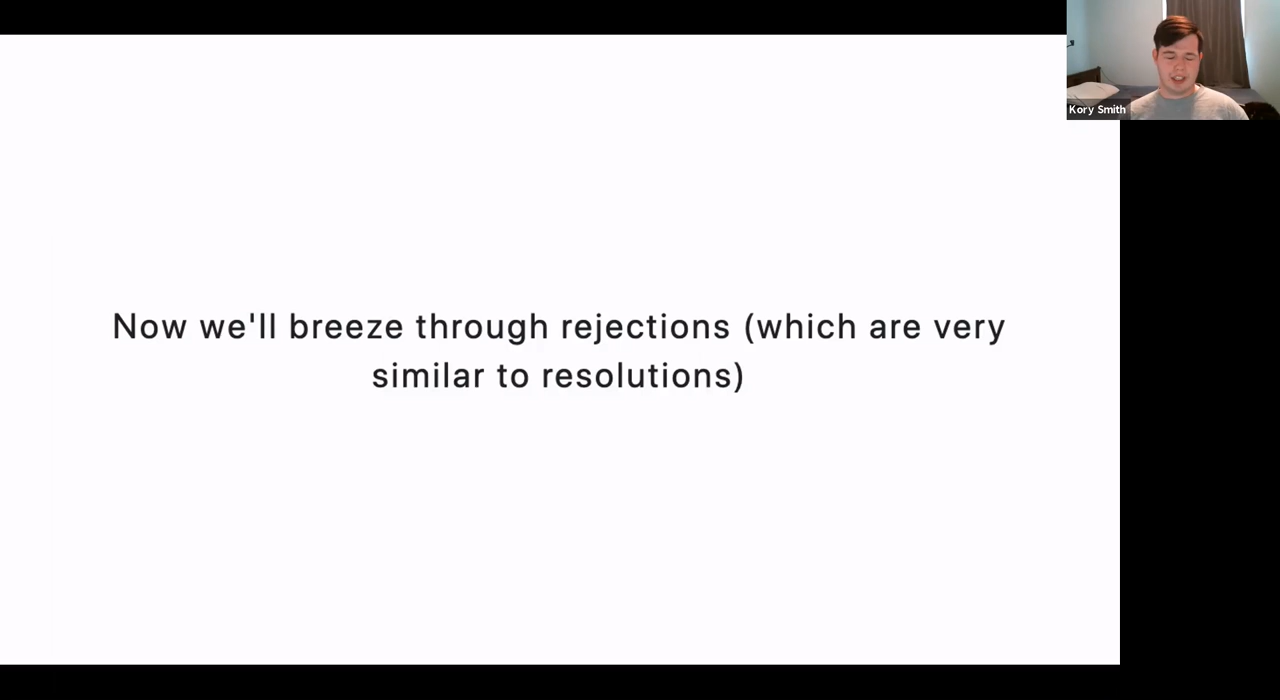 Kory Smith
Now we'll breeze through rejections (which are very
similar to resolutions)